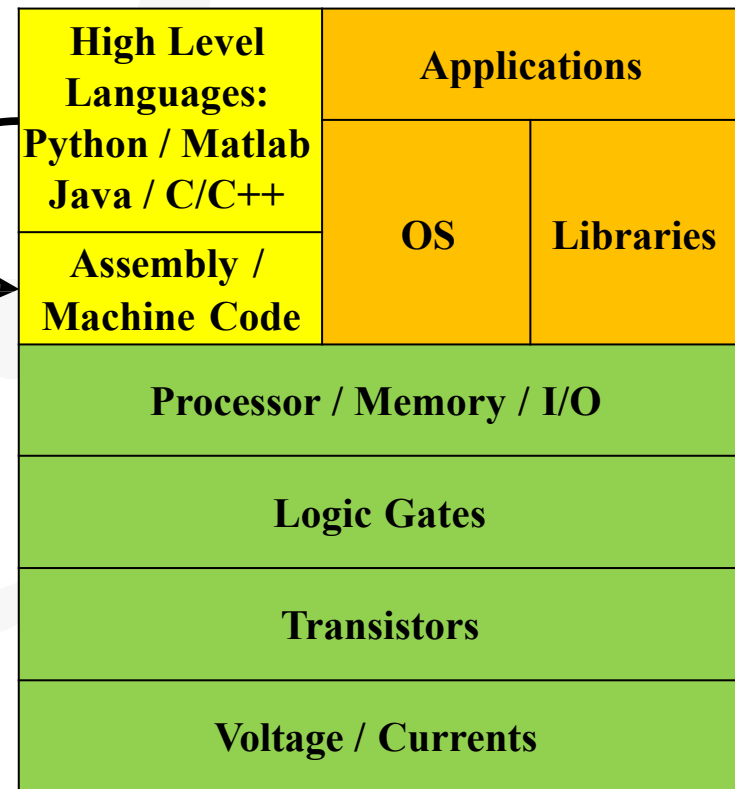 High Level
Languages:
Python / Matlab
Java / C/C++
Applications
OS
Libraries
Assembly /
Machine Code
Processor / Memory / I/O
Logic Gates
Transistors
Voltage / Currents